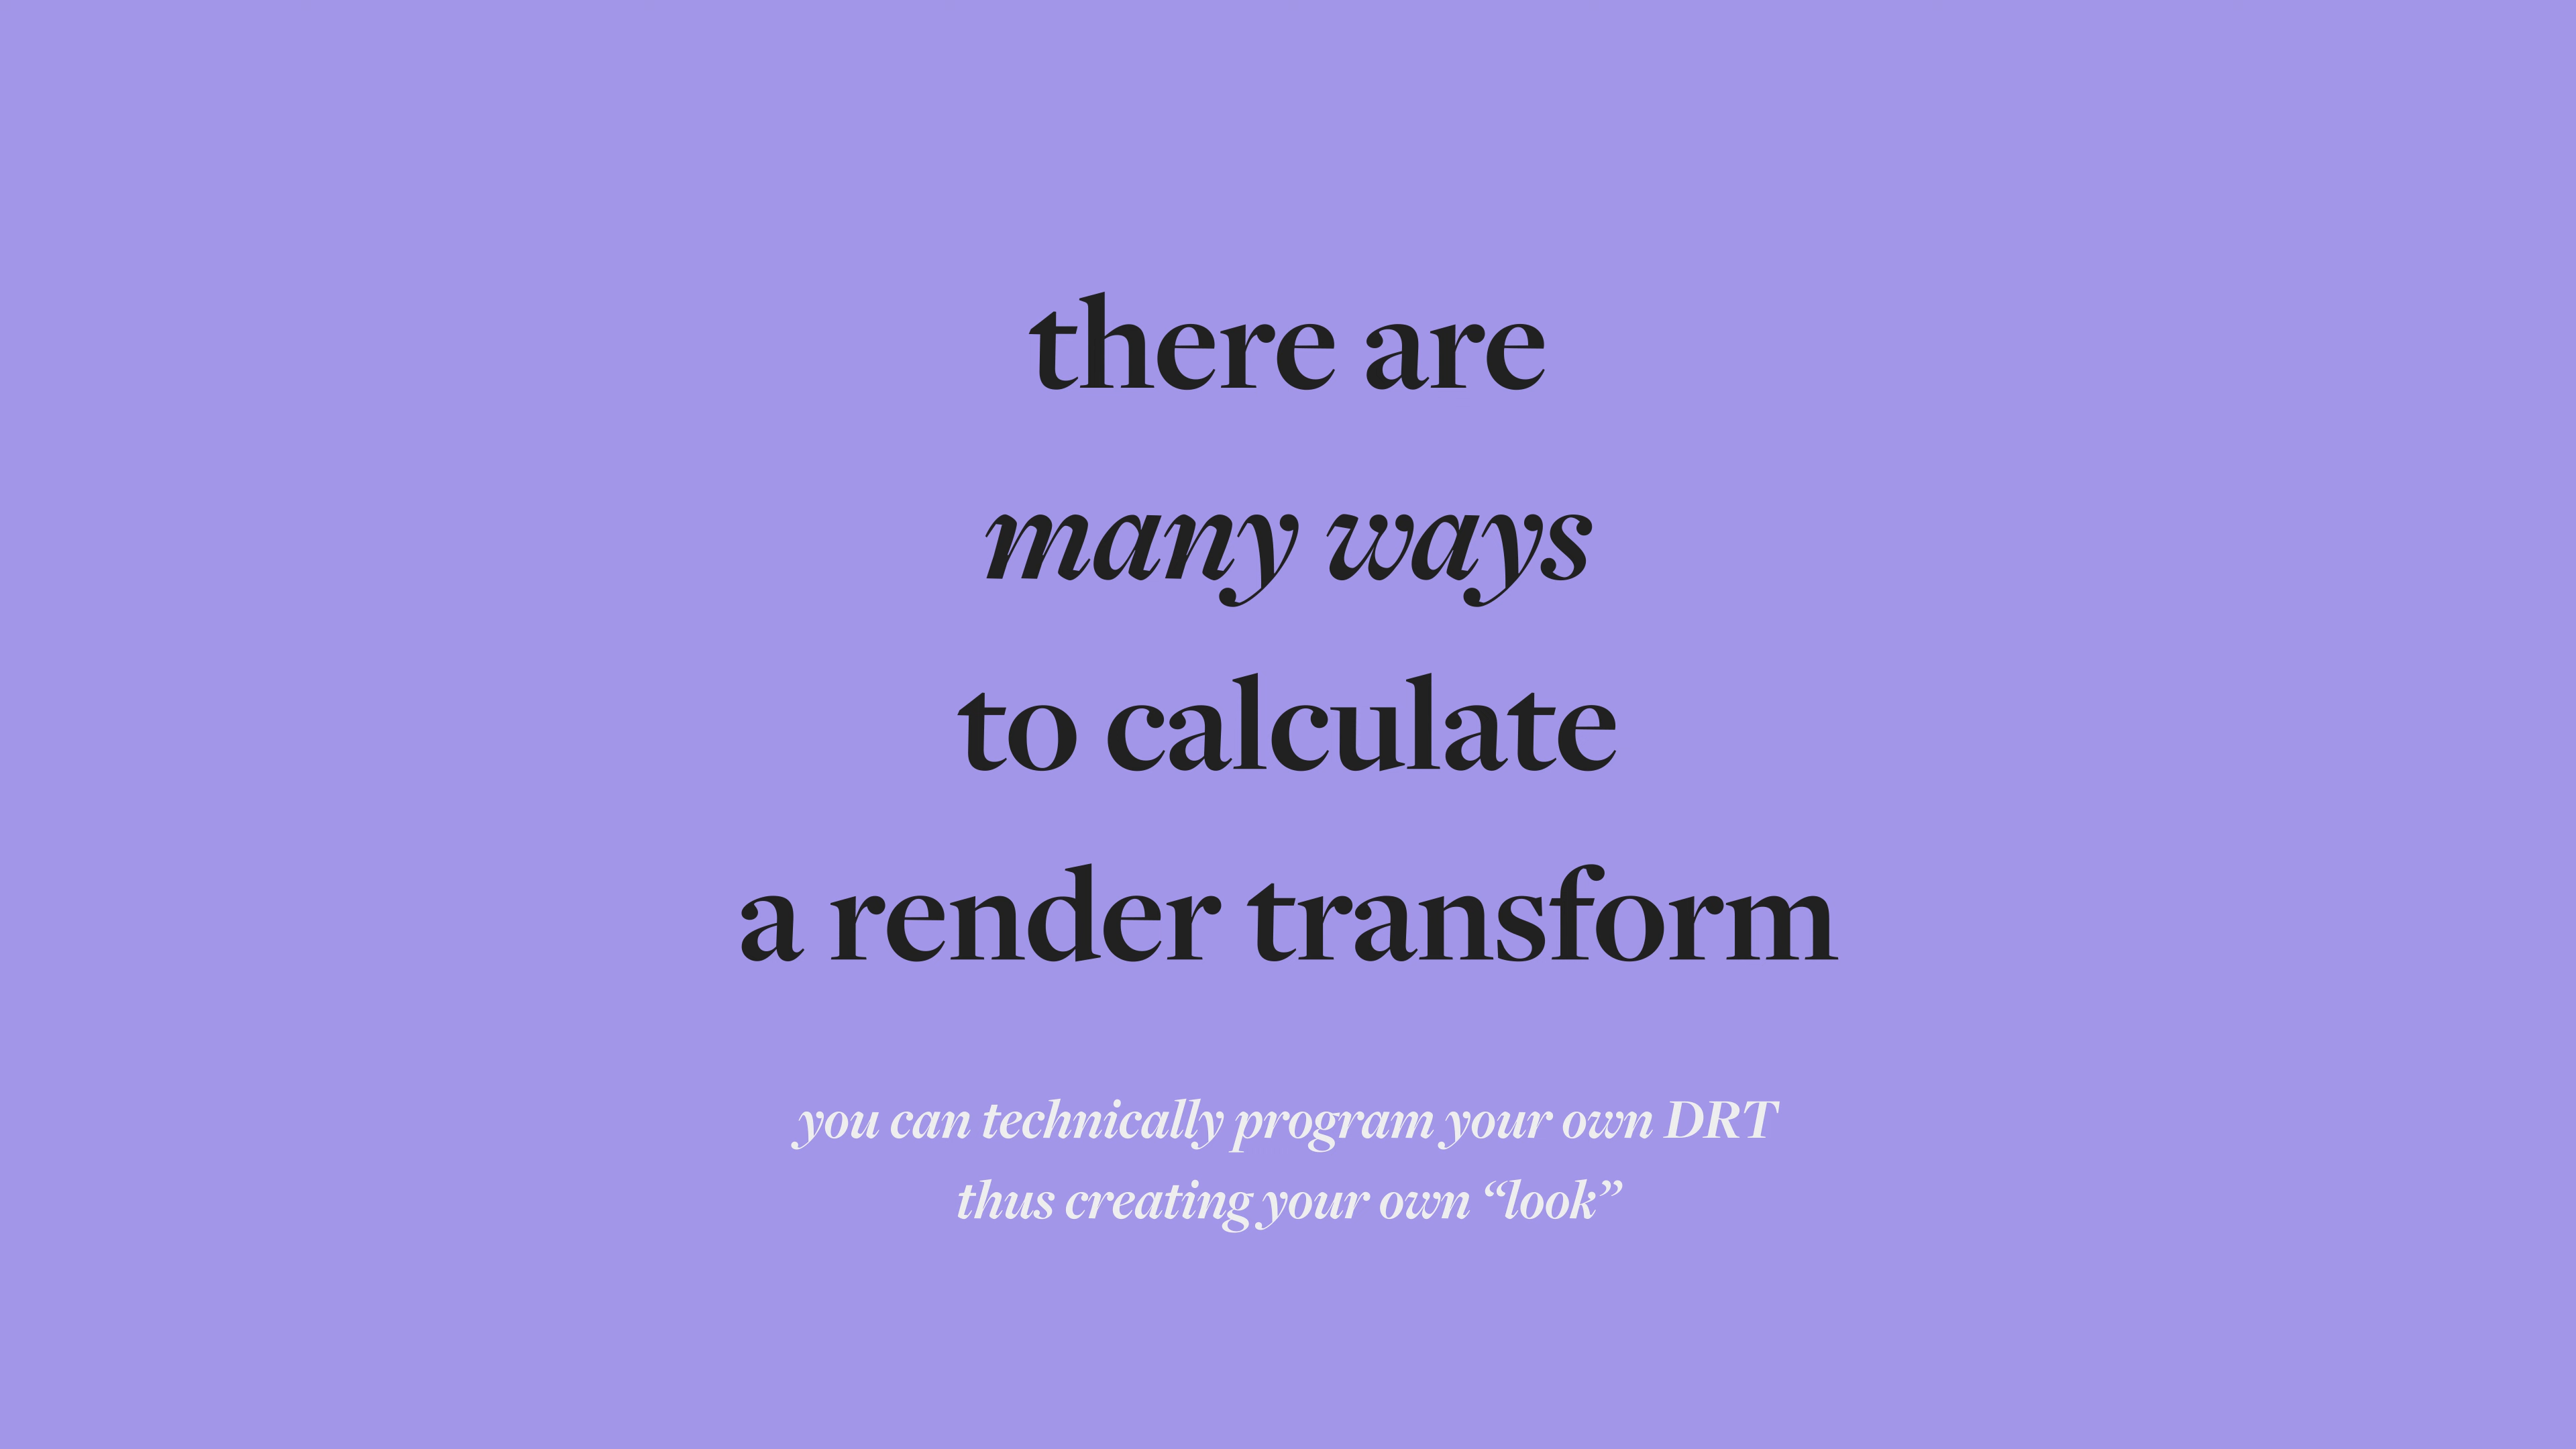 there are
many ways
to calculate
a render transform
you can technically program your own DRT
thus creating your own “look”